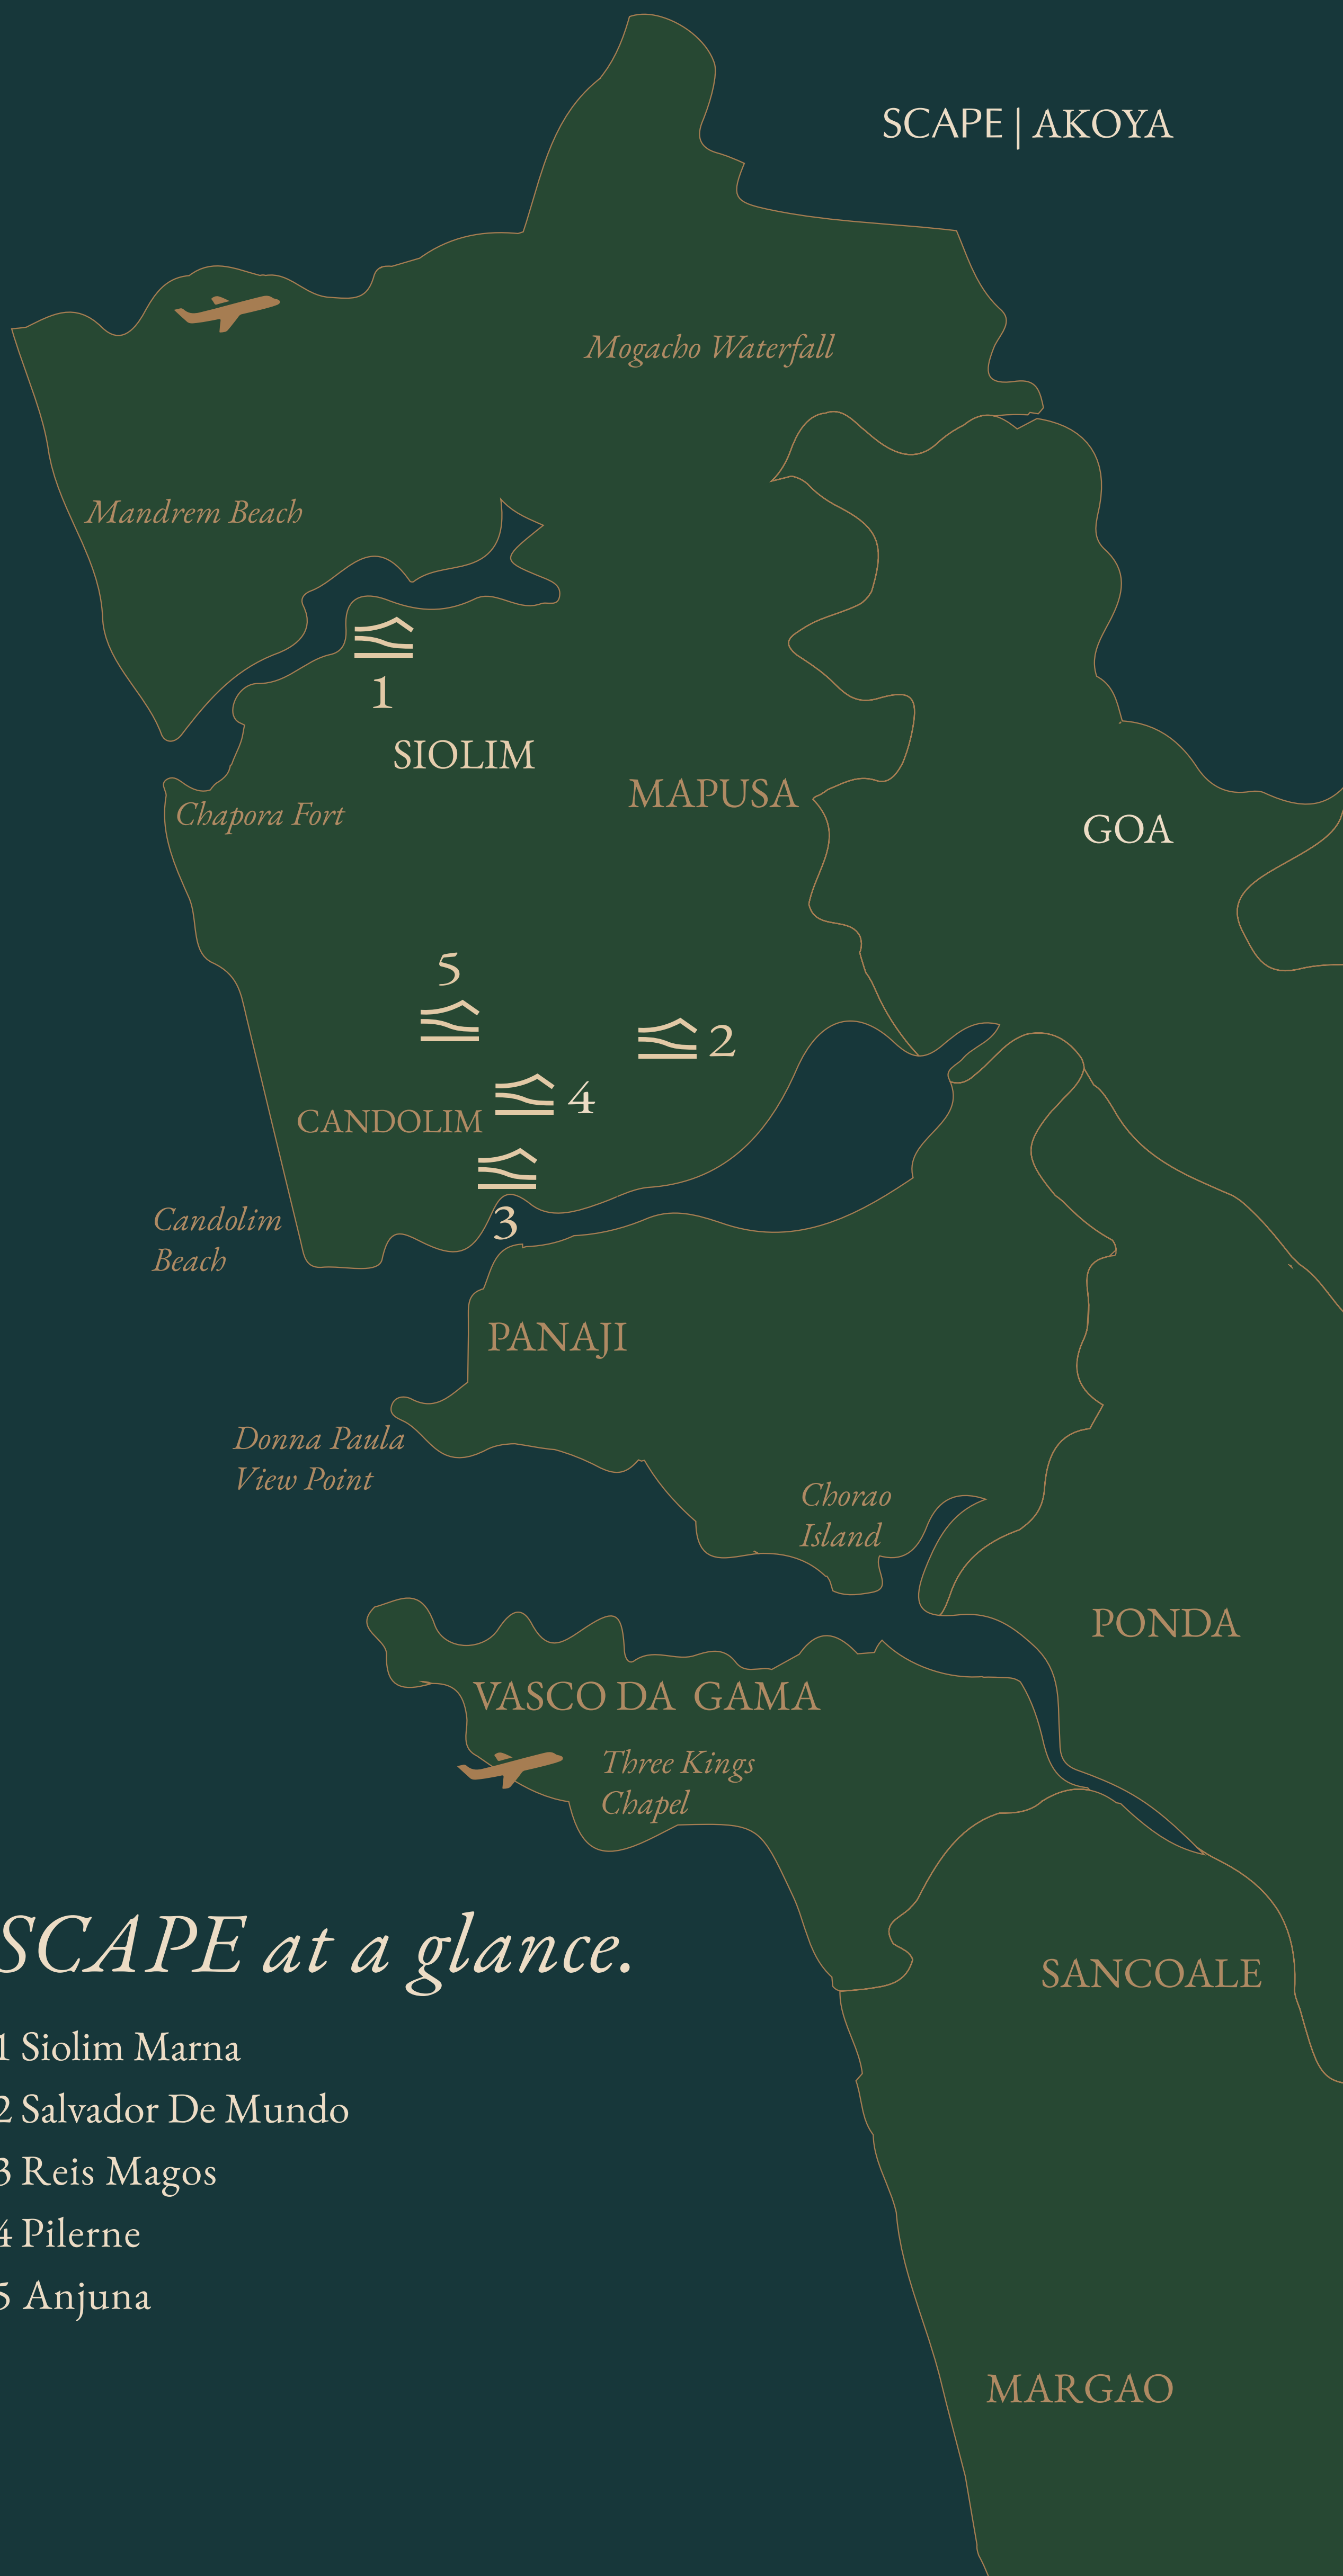 SCAPE | AKOYA
Mogacho Waterfall
Mandrem Beach
1
SIOLIM
MAPUSA
Chapora Fort
GOA
5
2
4
CANDOLIM
3
Candolim
Beach
PANAJI
Donna Paula
View Point
Chorao
Island
PONDA
VASCO DA GAMA
Three Kings
Chapel
SCAPE at a glance.
1 Siolim Marna
2 Salvador De Mundo
3 Reis Magos
4 Pilerne
5 Anjuna
SANCOALE
MARGAO